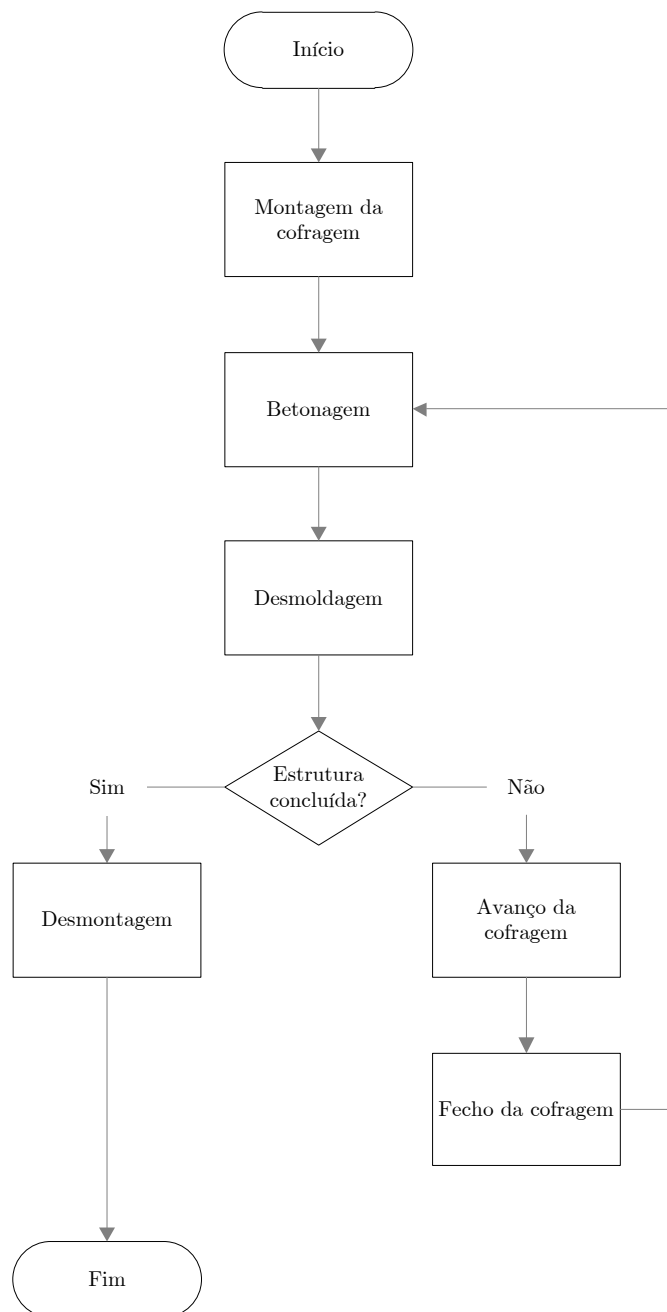 Início
Montagem da
cofragem
Betonagem
Desmoldagem
Estrutura
concluída?
Sim
Não
Desmontagem
Avanço da
cofragem
Fecho da cofragem
Fim